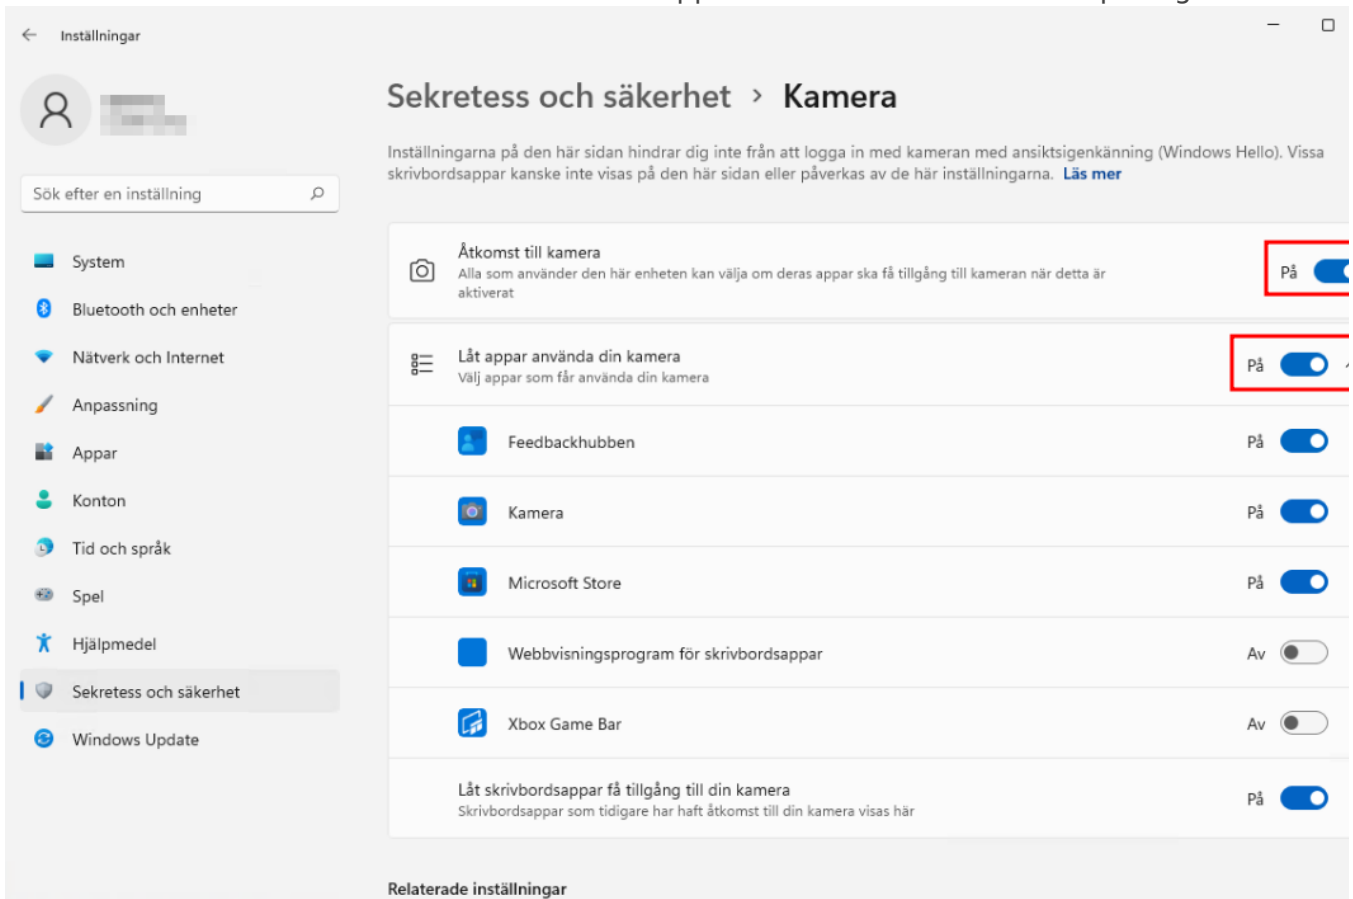 Inställningar
Sekretess och säkerhet > Kamera
Inställningarna på den här sidan hindrar dig inte från att logga in med kameran med ansiktsigenkänning (Windows Hello). Vissa
skrivbordsappar kanske inte visas på den här sidan eller påverkas av de här inställningarna. Läs mer
Sök efter en inställning
System
Bluetooth och enheter
Nätverk och Internet
Anpassning
Appar
Konton
Tid och språk
Spel
Hjälpmedel
Sekretess och säkerhet
Windows Update
Åtkomst till kamera
Alla som använder den här enheten kan välja om deras appar ska få tillgång till kameran när detta är
aktiverat
På
Låt appar använda din kamera
Välj appar som får använda din kamera
På
Feedbackhubben
På
Kamera
På
Microsoft Store
På
Webbvisningsprogram för skrivbordsappar
Av
Xbox Game Bar
Av
Låt skrivbordsappar få tillgång till din kamera
Skrivbordsappar som tidigare har haft åtkomst till din kamera visas här
På
Relaterade inställningar